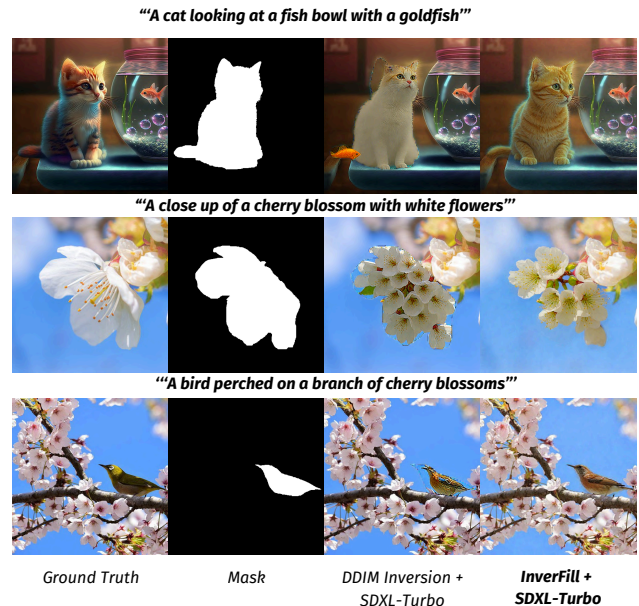 “‘A cat looking at a fish bowl with a goldfish’”
“‘A close up of a cherry blossom with white flowers’”
“‘A bird perched on a branch of cherry blossoms”’
Ground Truth
Mask
DDIM Inversion +
SDXL-Turbo
InverFill +
SDXL-Turbo